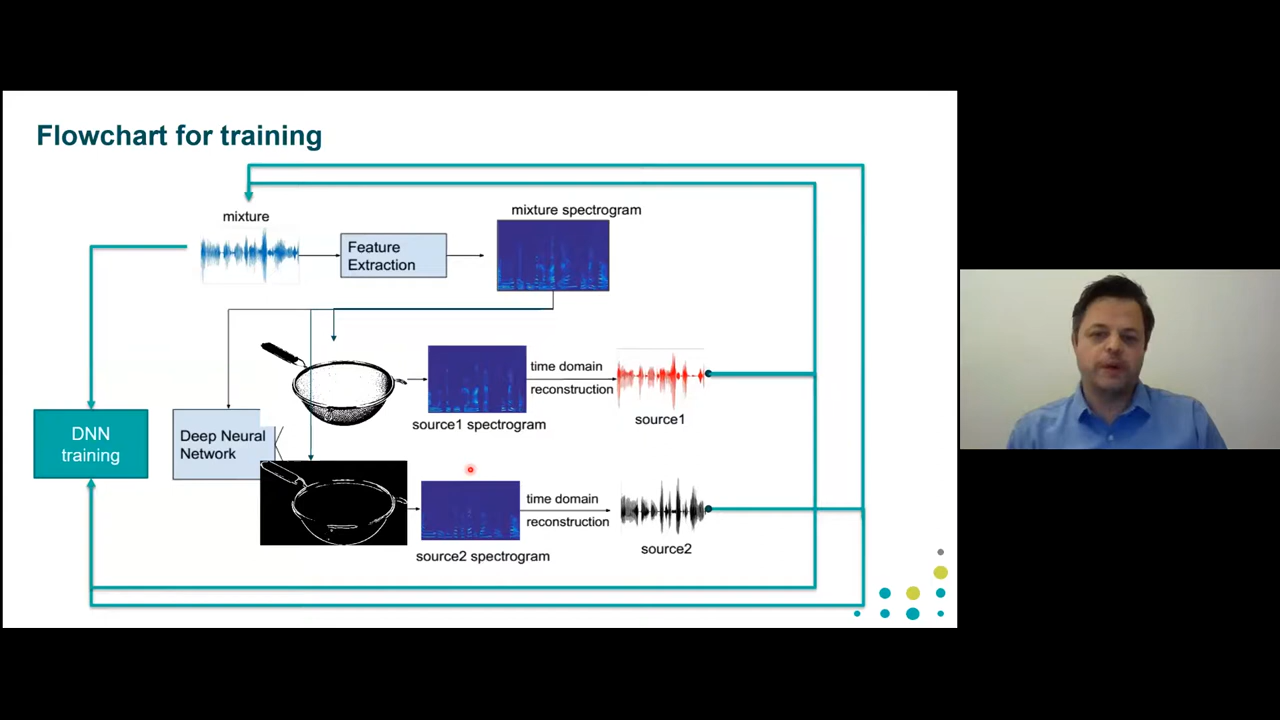 Flowchart for training
mixture
mixture spectrogram
Feature
Extraction
time domain
reconstruction
source1 spectrogram
source1
DNN
training
Deep Neural
Network
time domain
reconstruction
source2 spectrogram
source2